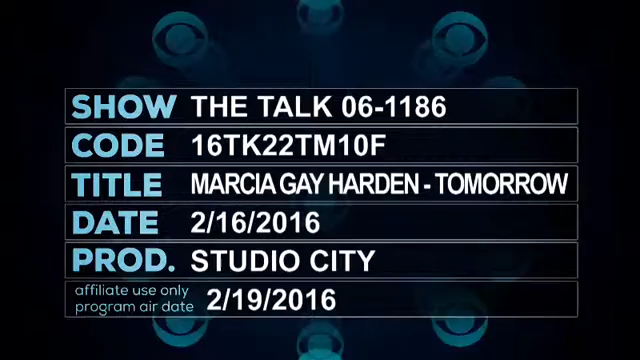 SHOW THE TALK 06-1186
CODE 16TK22TM10F
TITLE MARCIA GAY HARDEN - TOMORROW
DATE 2/16/2016
PROD. STUDIO CITY
affiliate use only
program air date 2/19/2016